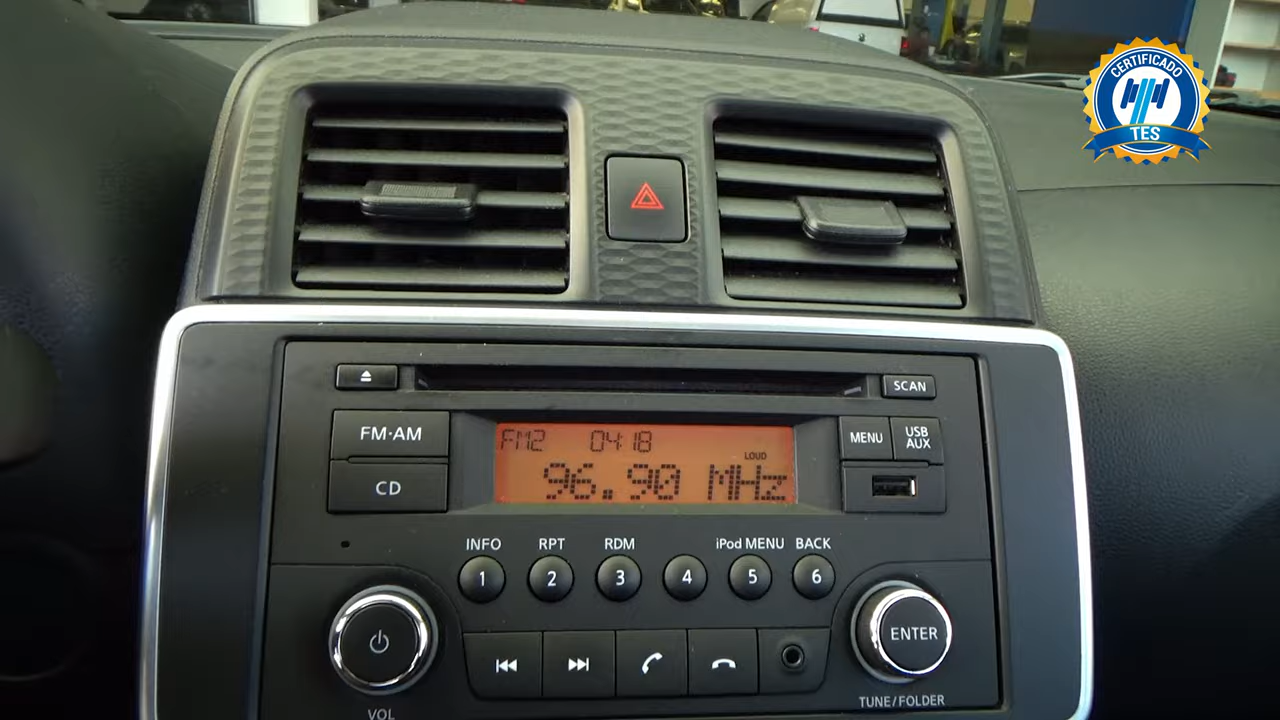 CERTIFICADO
TES
SCAN
FM·AM
CD
FM2 04:18
LOUD
96.90 MHz
MENU
USB
AUX
INFO RPT RDM iPod MENU BACK
1 2 3 4 5 6
ENTER
VOL
TUNE/FOLDER